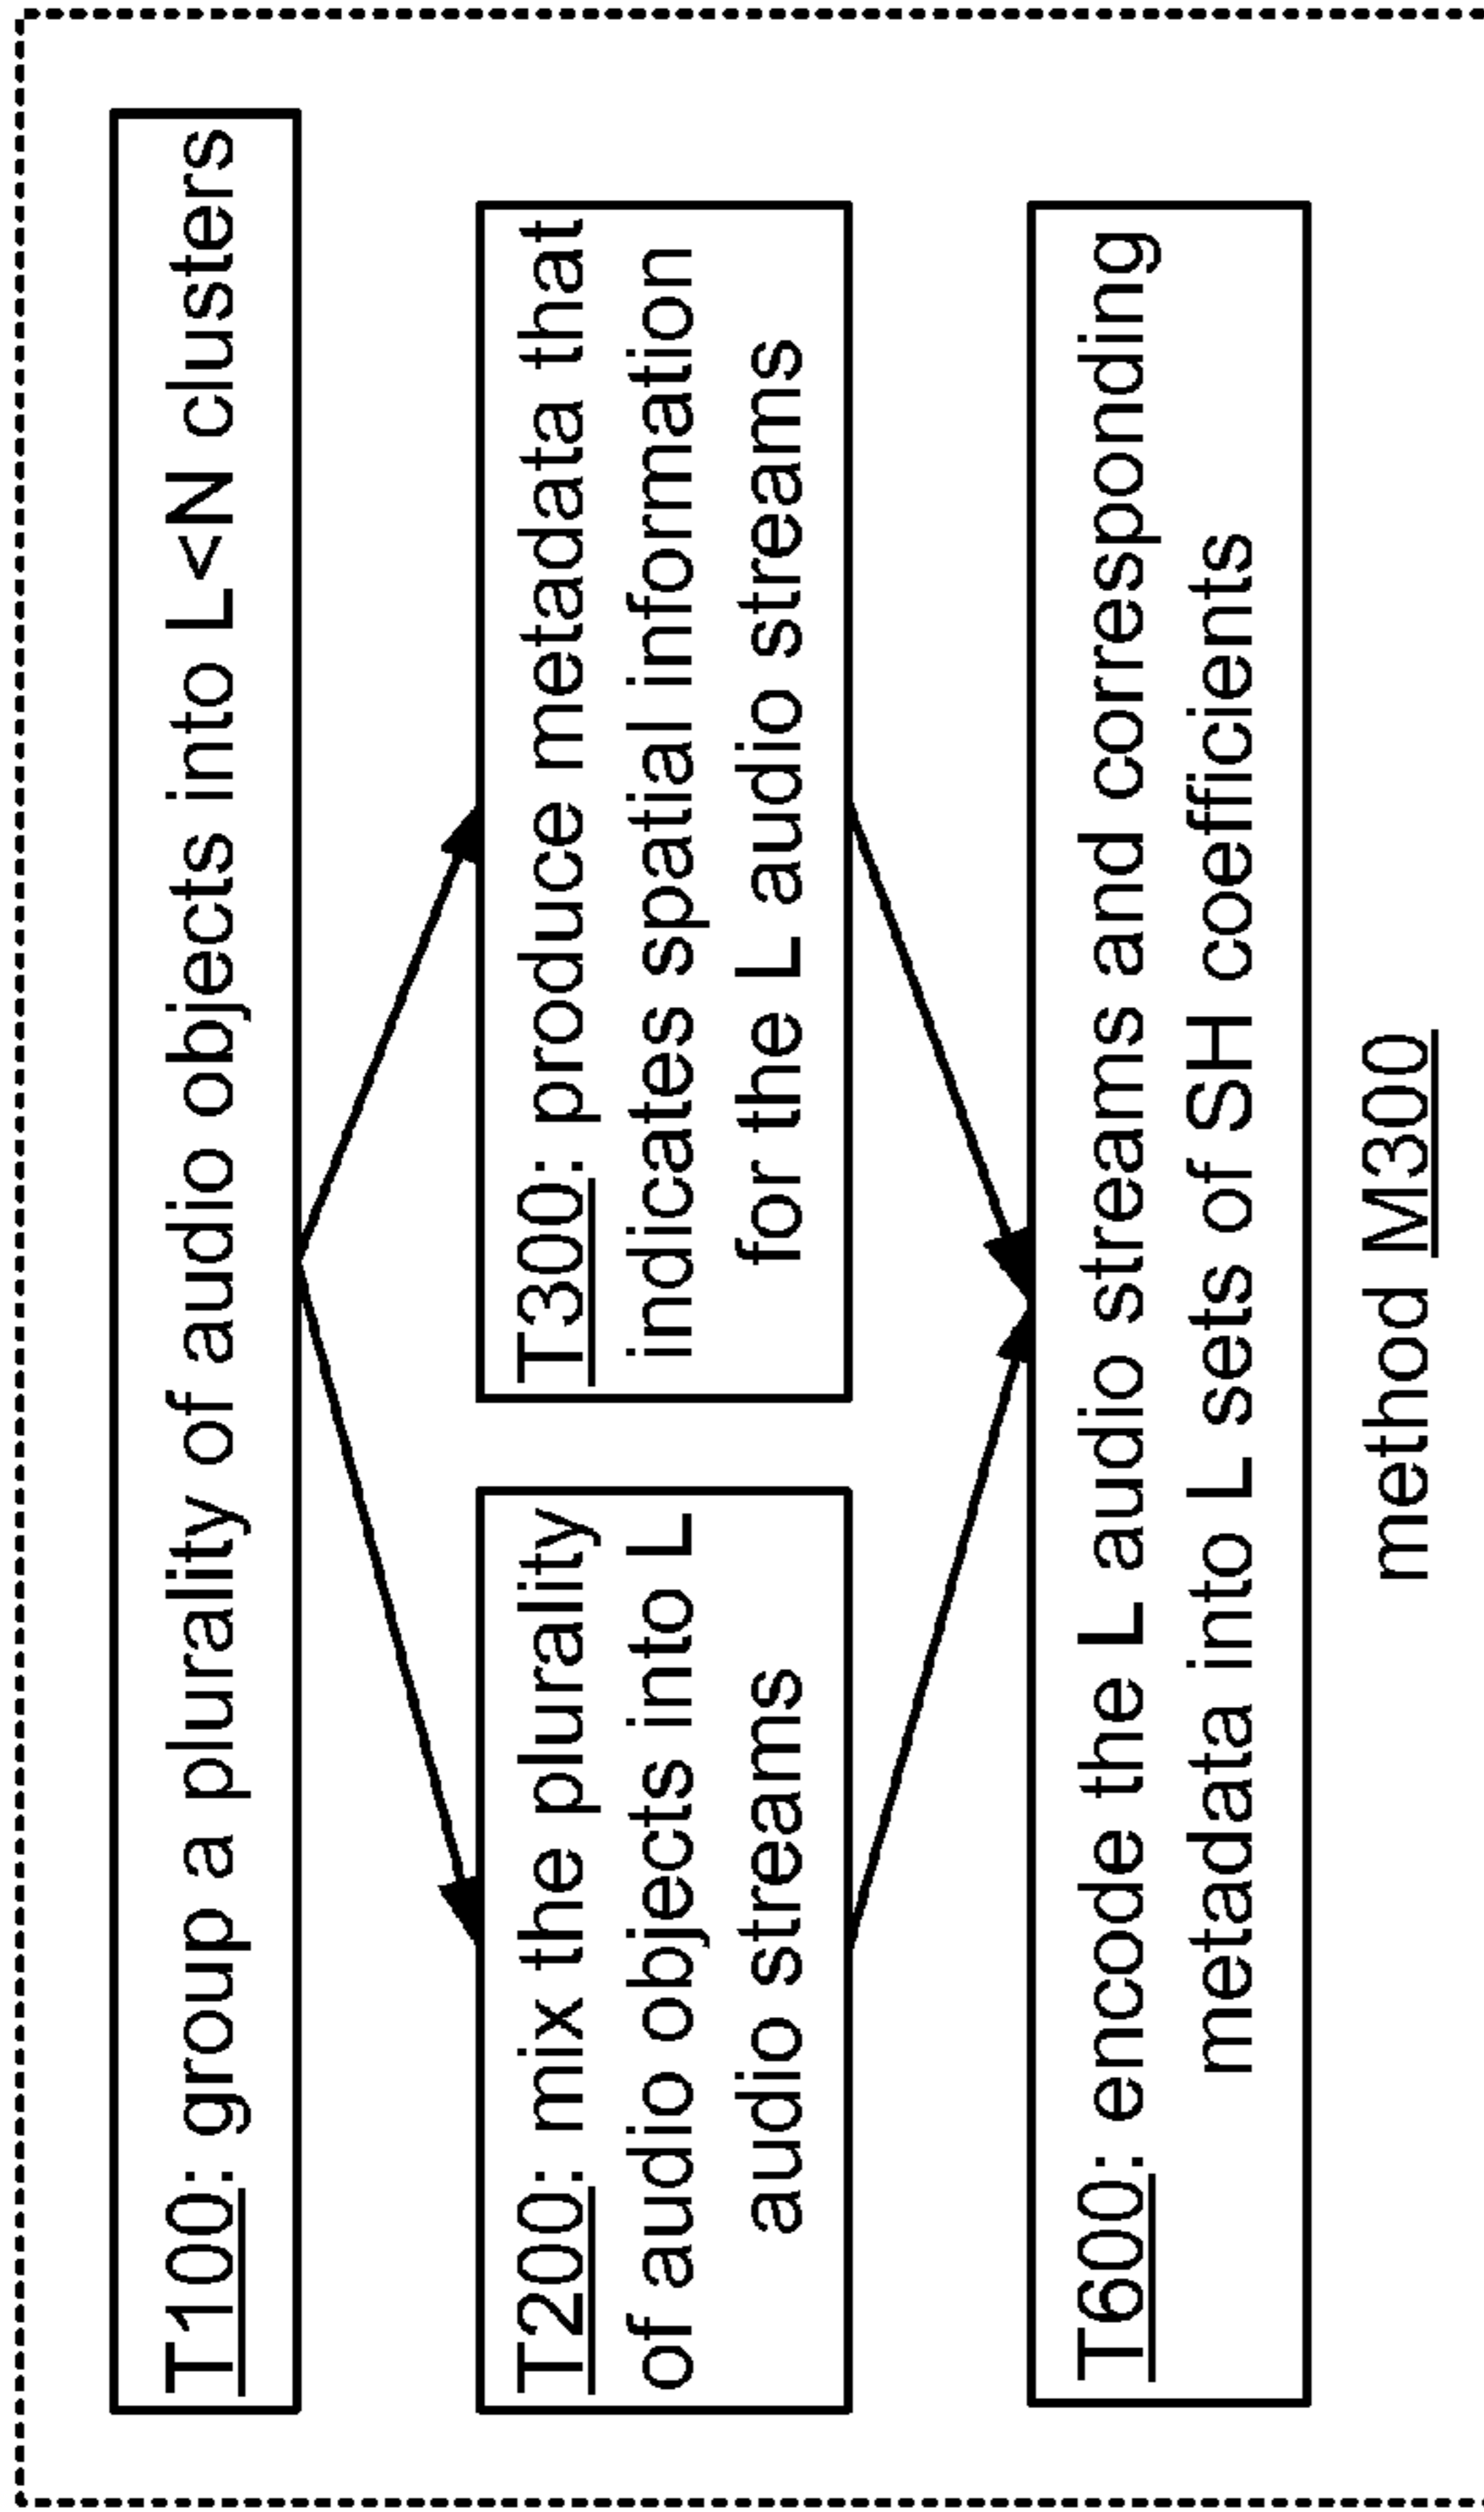 T100: group a plurality of audio objects into L<N clusters
T200: mix the plurality
of audio objects into L
audio streams
T300: produce metadata that
indicates spatial information
for the L audio streams
T600: encode the L audio streams and corresponding
metadata into L sets of SH coefficients
method M300